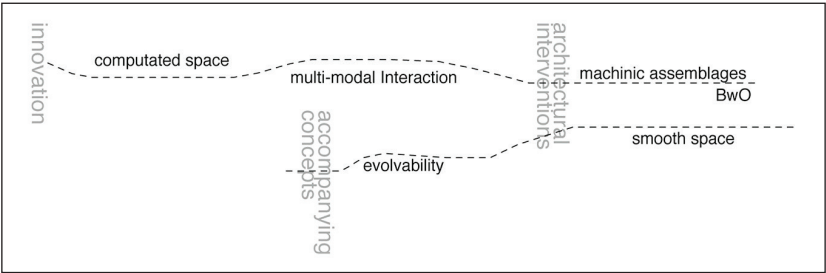 innovation
computated space
multi-modal Interaction
architectural
interventions
machinic assemblages
BwO
accompanying
concepts
evolvability
smooth space